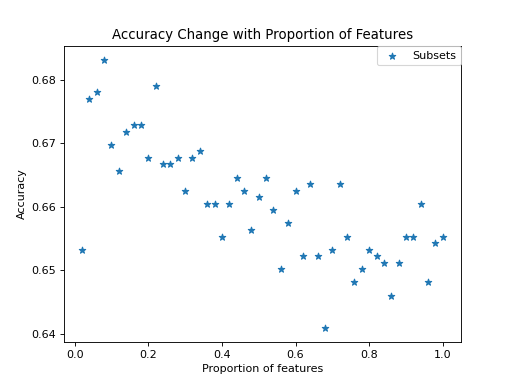 Accuracy Change with Proportion of Features
Subsets
0.68
0.67
0.66
0.65
0.64
Accuracy
0.0 0.2 0.4 0.6 0.8 1.0
Proportion of features